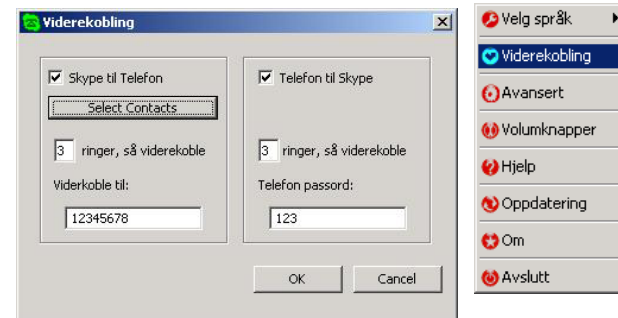 Viderekobling
Skype til Telefon
Select Contacts
3 ringer, så viderekoble
Viderkoble til:
12345678
Telefon til Skype
3 ringer, så viderekoble
Telefon passord:
123
OK
Cancel
Velg språk
Viderekobling
Avansert
Volumknapper
Hjelp
Oppdatering
Om
Avslutt